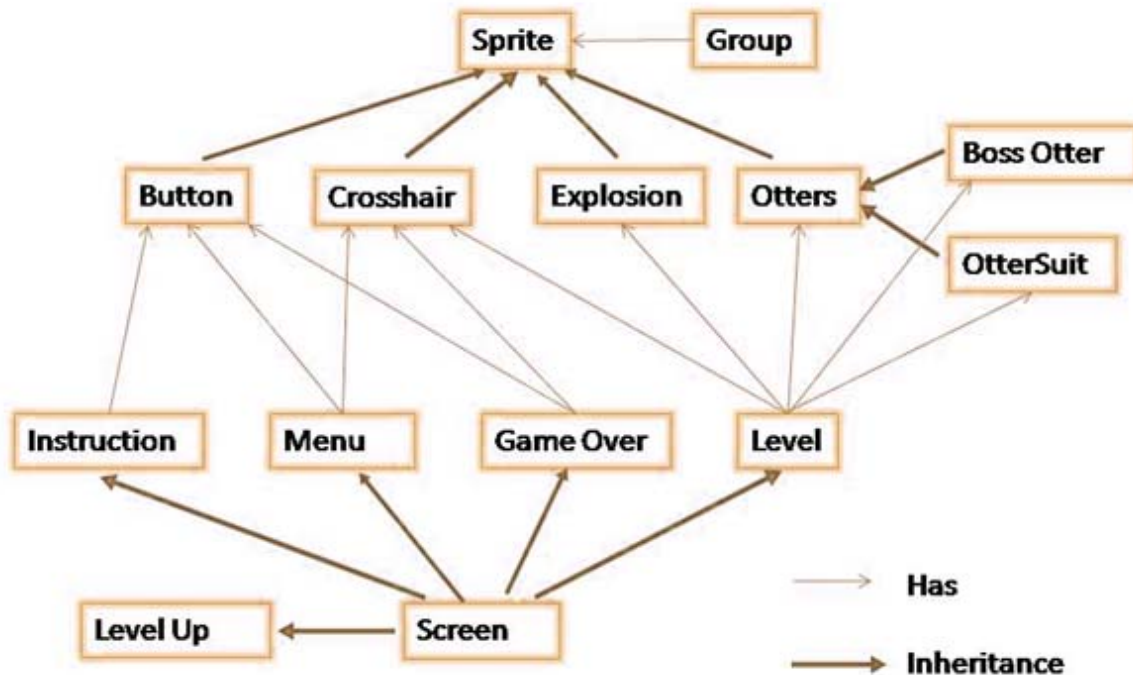 Sprite
Group
Boss Otter
Button
Crosshair
Explosion
Otters
OtterSuit
Instruction
Menu
Game Over
Level
Has
Level Up
Screen
Inheritance